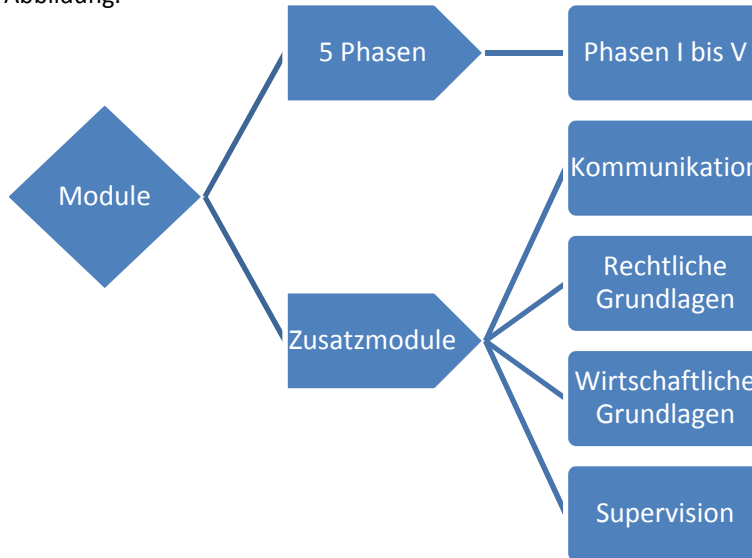 Abbildung.
5 Phasen
Phasen I bis V
Module
Kommunikation
Rechtliche
Grundlagen
Zusatzmodule
Wirtschaftliche
Grundlagen
Supervision